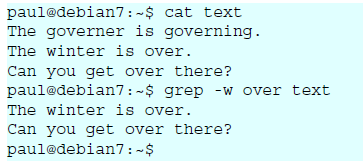 paul@debian7:~$ cat text
The governer is governing.
The winter is over.
Can you get over there?
paul@debian7:~$ grep -w over text
The winter is over.
Can you get over there?
paul@debian7:~$